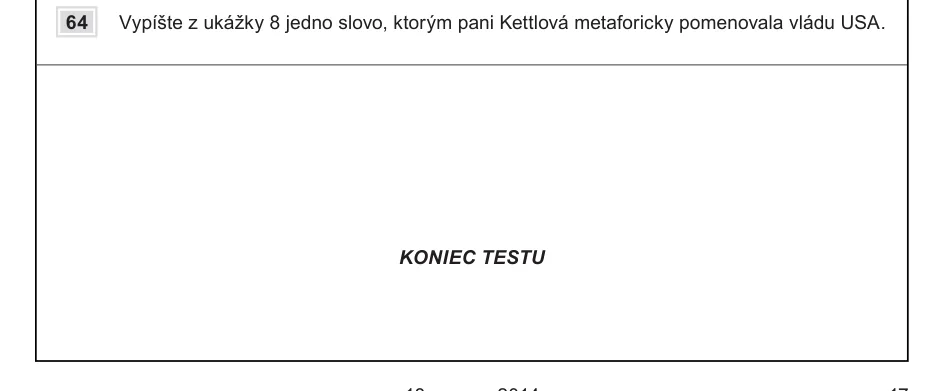 64 Vypíšte z ukážky 8 jedno slovo, ktorým pani Kettlová metaforicky pomenovala vládu USA.
KONIEC TESTU